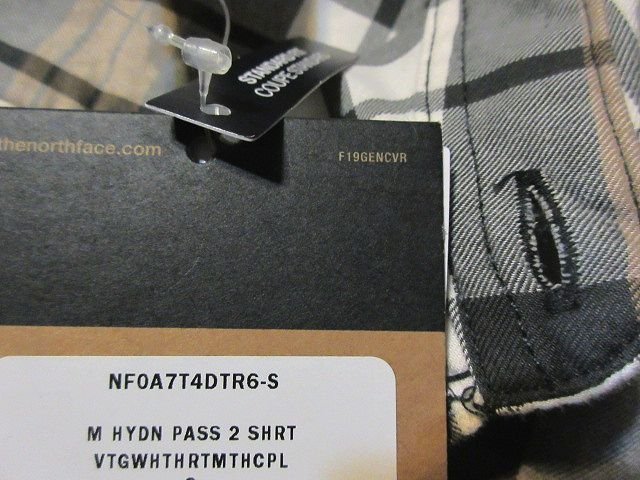 STANDARD FIT
COUPE STANDARD
thenorthface.com
F19GENCVR
NF0A7T4DTR6-S
M HYDN PASS 2 SHRT
VTGWHTHRTMTHCPL